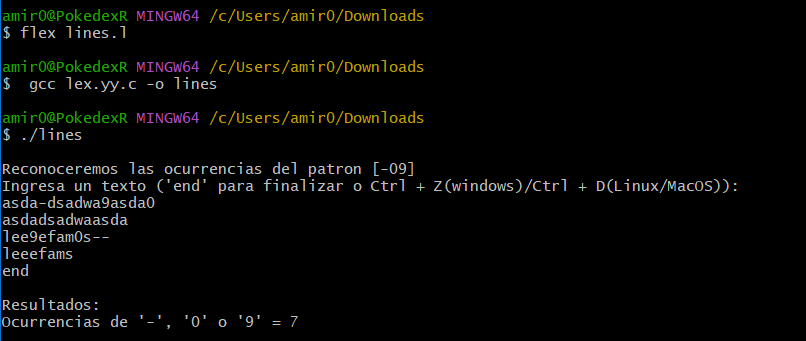 amir0@PokedexR MINGW64 /c/Users/amir0/Downloads
$ flex lines.l
amir0@PokedexR MINGW64 /c/Users/amir0/Downloads
$  gcc lex.yy.c -o lines
amir0@PokedexR MINGW64 /c/Users/amir0/Downloads
$ ./lines
Reconoceremos las ocurrencias del patron [-09]
Ingresa un texto ('end' para finalizar o Ctrl + Z(windows)/Ctrl + D(Linux/MacOS)):
asda-dsadwa9asda0
asdadsadwaasda
lee9efam0s--
leeefams
end
Resultados:
Ocurrencias de '-', '0' o '9' = 7